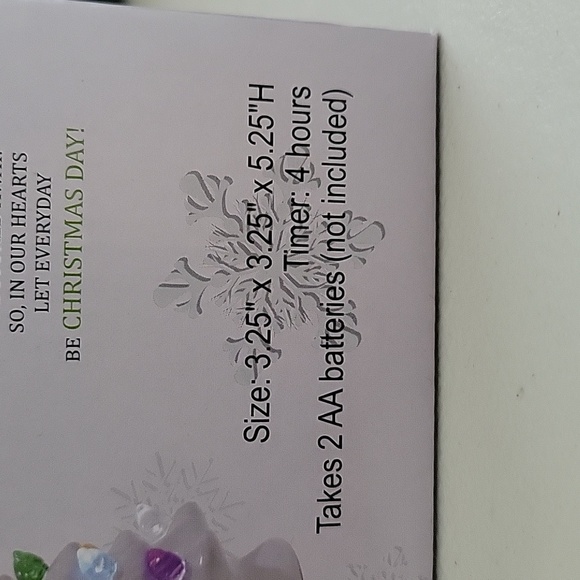 SO, IN OUR HEARTS
LET EVERYDAY
BE CHRISTMAS DAY!
Size: 3.25" x 3.25" x 5.25"H
Timer: 4 hours
Takes 2 AA batteries (not included)